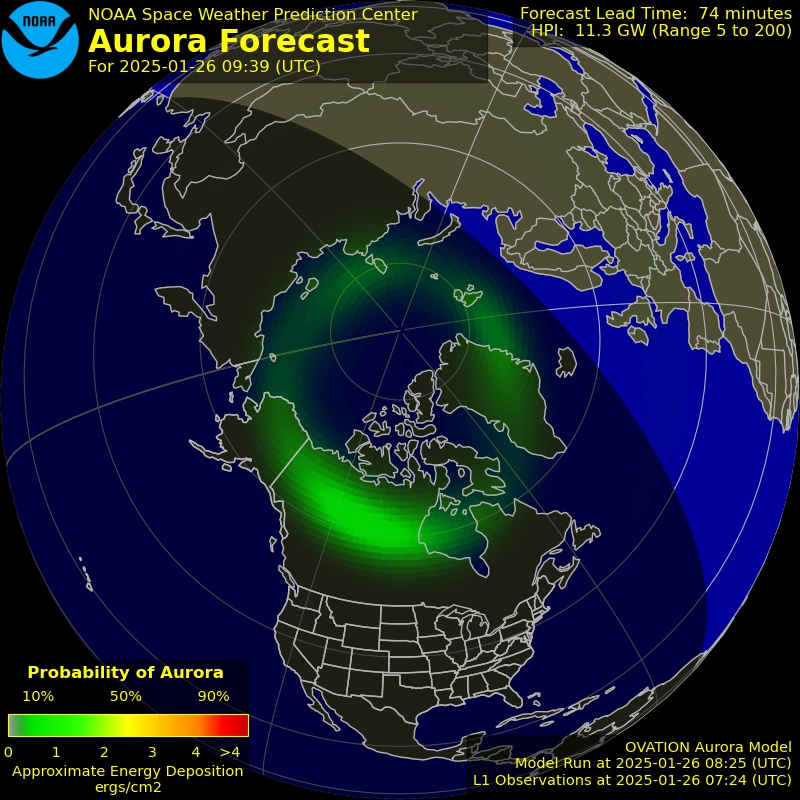 NOAA
NOAA Space Weather Prediction Center
Aurora Forecast
For 2025-01-26 09:39 (UTC)
Forecast Lead Time: 74 minutes
HPI: 11.3 GW (Range 5 to 200)
Probability of Aurora
10% 50% 90%
0 1 2 3 4 >4
Approximate Energy Deposition
ergs/cm2
OVATION Aurora Model
Model Run at 2025-01-26 08:25 (UTC)
L1 Observations at 2025-01-26 07:24 (UTC)